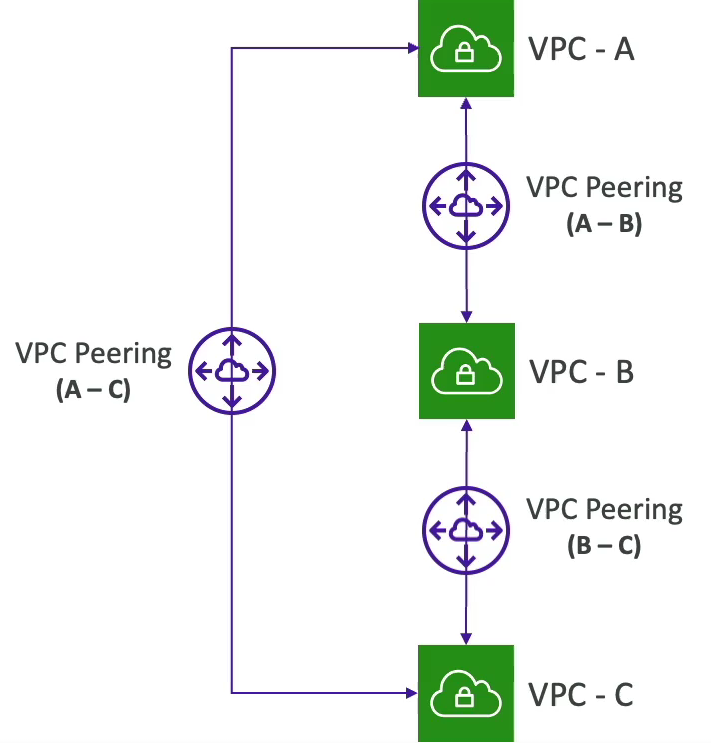 VPC - A
VPC Peering
(A – B)
VPC Peering
(A – C)
VPC - B
VPC Peering
(B – C)
VPC - C